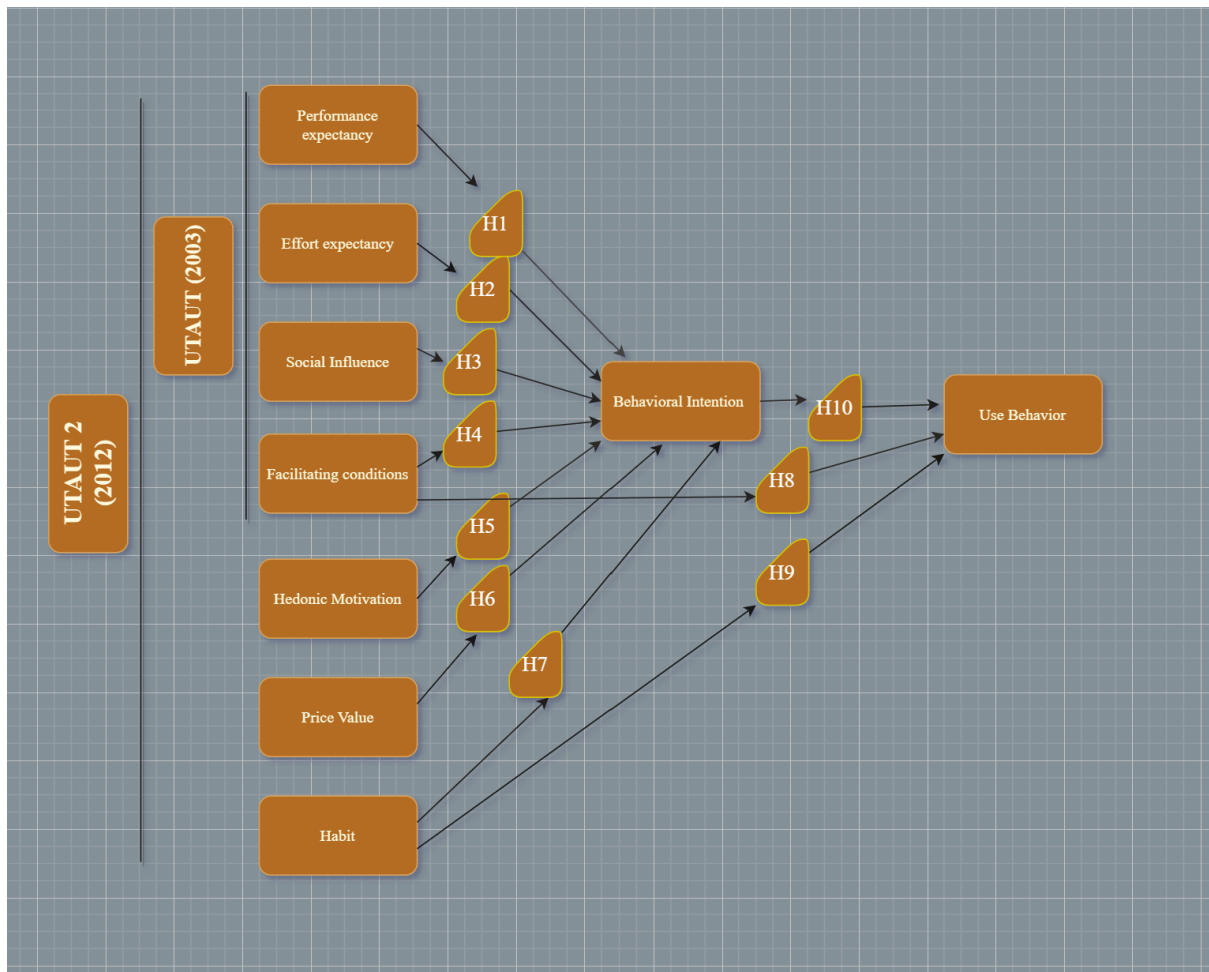 Performance
expectancy
Effort expectancy
Social Influence
Facilitating conditions
Hedonic Motivation
Price Value
Habit
UTAUT (2003)
UTAUT 2
(2012)
H1
H2
H3
H4
H5
H6
H7
Behavioral Intention
H10
H8
H9
Use Behavior